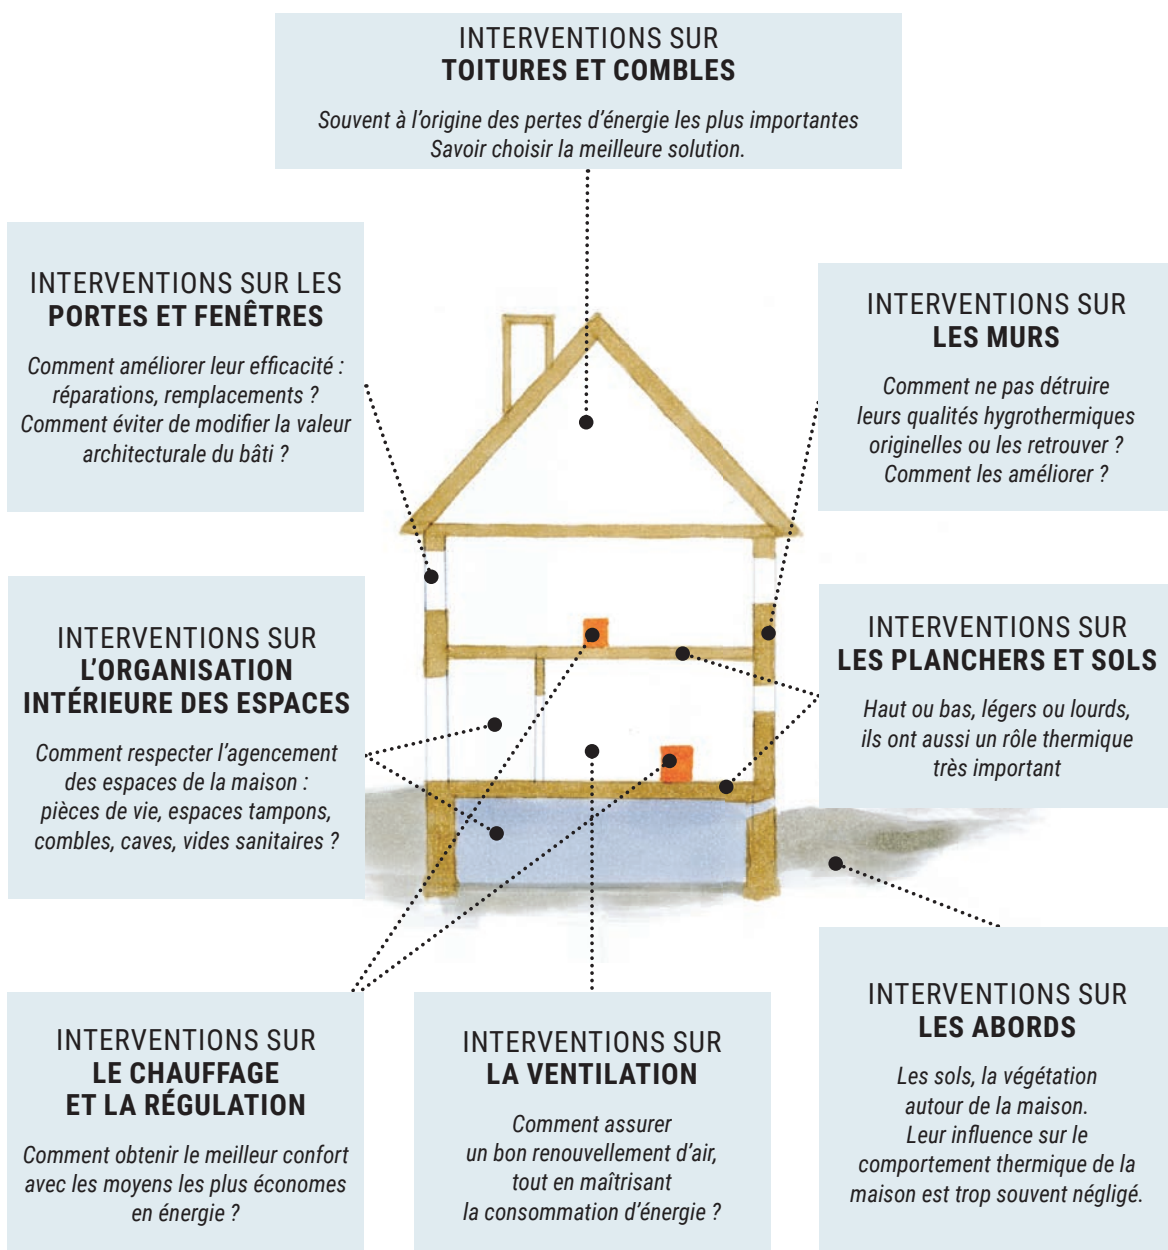 INTERVENTIONS SUR
TOITURES ET COMBLES
Souvent à l'origine des pertes d'énergie les plus importantes
Savoir choisir la meilleure solution.
INTERVENTIONS SUR LES
PORTES ET FENÊTRES
Comment améliorer leur efficacité :
réparations, remplacements ?
Comment éviter de modifier la valeur
architecturale du bâti ?
INTERVENTIONS SUR
LES MURS
Comment ne pas détruire
leurs qualités hygrothermiques
originelles ou les retrouver ?
Comment les améliorer ?
INTERVENTIONS SUR
L'ORGANISATION
INTÉRIEURE DES ESPACES
Comment respecter l'agencement
des espaces de la maison :
pièces de vie, espaces tampons,
combles, caves, vides sanitaires ?
INTERVENTIONS SUR
LES PLANCHERS ET SOLS
Haut ou bas, légers ou lourds,
ils ont aussi un rôle thermique
très important
INTERVENTIONS SUR
LE CHAUFFAGE
ET LA RÉGULATION
Comment obtenir le meilleur confort
avec les moyens les plus économes
en énergie ?
INTERVENTIONS SUR
LA VENTILATION
Comment assurer
un bon renouvellement d'air,
tout en maîtrisant
la consommation d'énergie ?
INTERVENTIONS SUR
LES ABORDS
Les sols, la végétation
autour de la maison.
Leur influence sur le
comportement thermique de la
maison est trop souvent négligé.